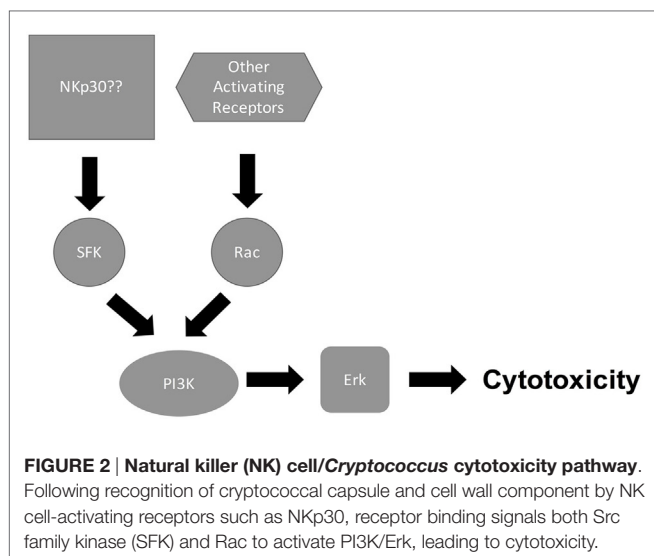 NKp30??
Other
Activating
Receptors
SFK
Rac
PI3K
Erk
Cytotoxicity
FIGURE 2 | Natural killer (NK) cell/Cryptococcus cytotoxicity pathway.
Following recognition of cryptococcal capsule and cell wall component by NK
cell-activating receptors such as NKp30, receptor binding signals both Src
family kinase (SFK) and Rac to activate PI3K/Erk, leading to cytotoxicity.